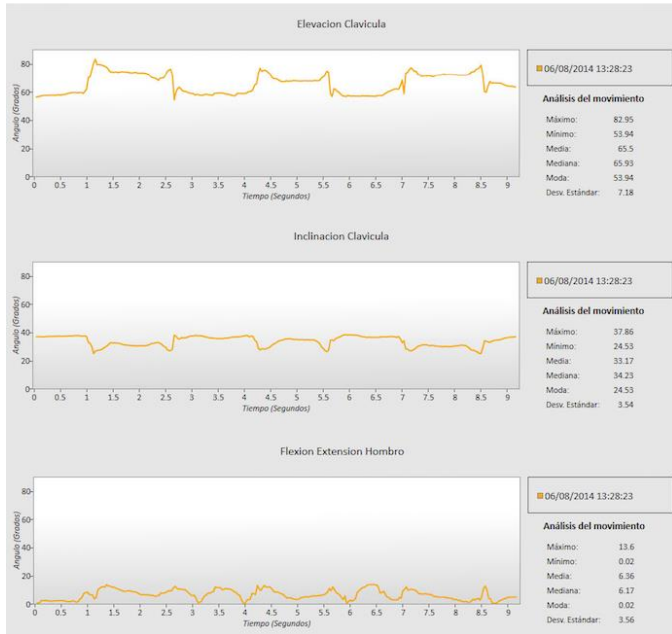 Elevacion Clavicula
Angulo (Grados)
80
60
40
20
0
0 0.5 1 1.5 2 2.5 3 3.5 4 4.5 5 5.5 6 6.5 7 7.5 8 8.5 9
Tiempo (Segundos)
06/08/2014 13:28:23
Análisis del movimiento
Máximo: 82.95
Mínimo: 53.94
Media: 65.5
Mediana: 65.93
Moda: 53.94
Desv. Estándar: 7.18
Inclinacion Clavicula
Angulo (Grados)
80
60
40
20
0
0 0.5 1 1.5 2 2.5 3 3.5 4 4.5 5 5.5 6 6.5 7 7.5 8 8.5 9
Tiempo (Segundos)
06/08/2014 13:28:23
Análisis del movimiento
Máximo: 37.86
Mínimo: 24.53
Media: 33.17
Mediana: 34.23
Moda: 24.53
Desv. Estándar: 3.54
Flexion Extension Hombro
Angulo (Grados)
80
60
40
20
0
0 0.5 1 1.5 2 2.5 3 3.5 4 4.5 5 5.5 6 6.5 7 7.5 8 8.5 9
Tiempo (Segundos)
06/08/2014 13:28:23
Análisis del movimiento
Máximo: 13.6
Mínimo: 0.02
Media: 6.36
Mediana: 6.17
Moda: 0.02
Desv. Estándar: 3.56